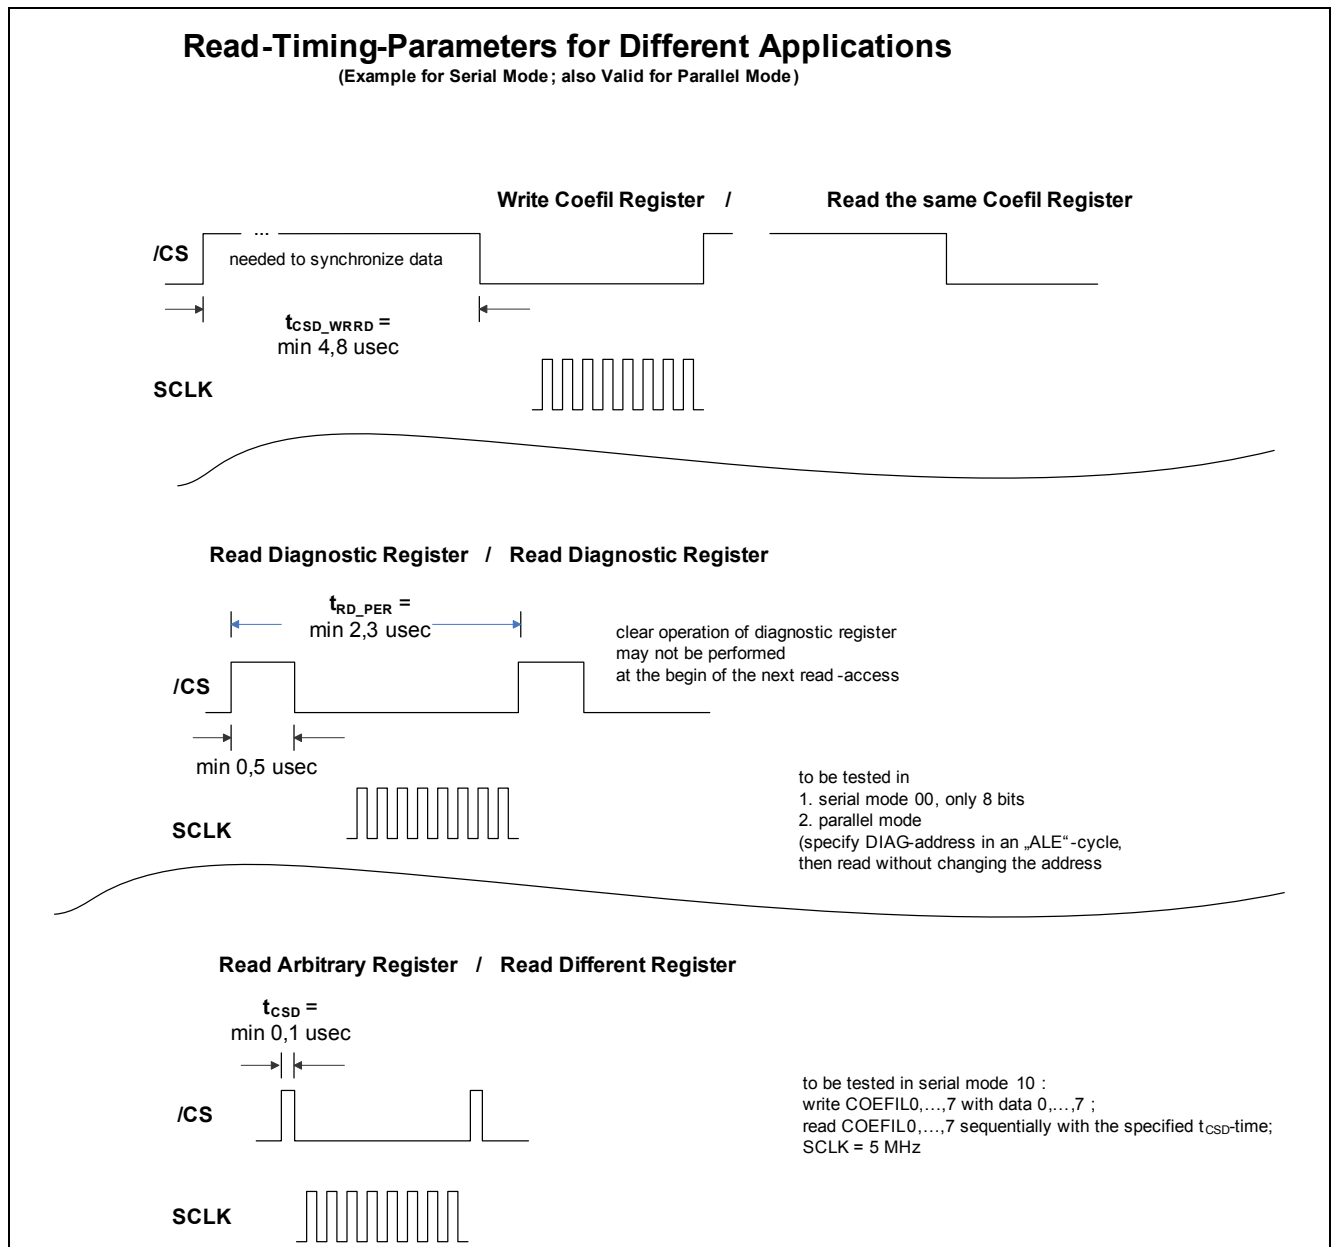 Read-Timing-Parameters for Different Applications
(Example for Serial Mode; also Valid for Parallel Mode)
Write Coefil Register / Read the same Coefil Register
...
/CS
needed to synchronize data
tCSD_WRRD =
min 4,8 usec
SCLK
Read Diagnostic Register / Read Diagnostic Register
tRD_PER =
min 2,3 usec
clear operation of diagnostic register
may not be performed
at the begin of the next read-access
/CS
min 0,5 usec
SCLK
to be tested in
1. serial mode 00, only 8 bits
2. parallel mode
(specify DIAG-address in an „ALE“-cycle,
then read without changing the address
Read Arbitrary Register / Read Different Register
tCSD =
min 0,1 usec
/CS
to be tested in serial mode 10 :
write COEFIL0,...,7 with data 0,...,7 ;
read COEFIL0,...,7 sequentially with the specified tCSD-time;
SCLK = 5 MHz
SCLK